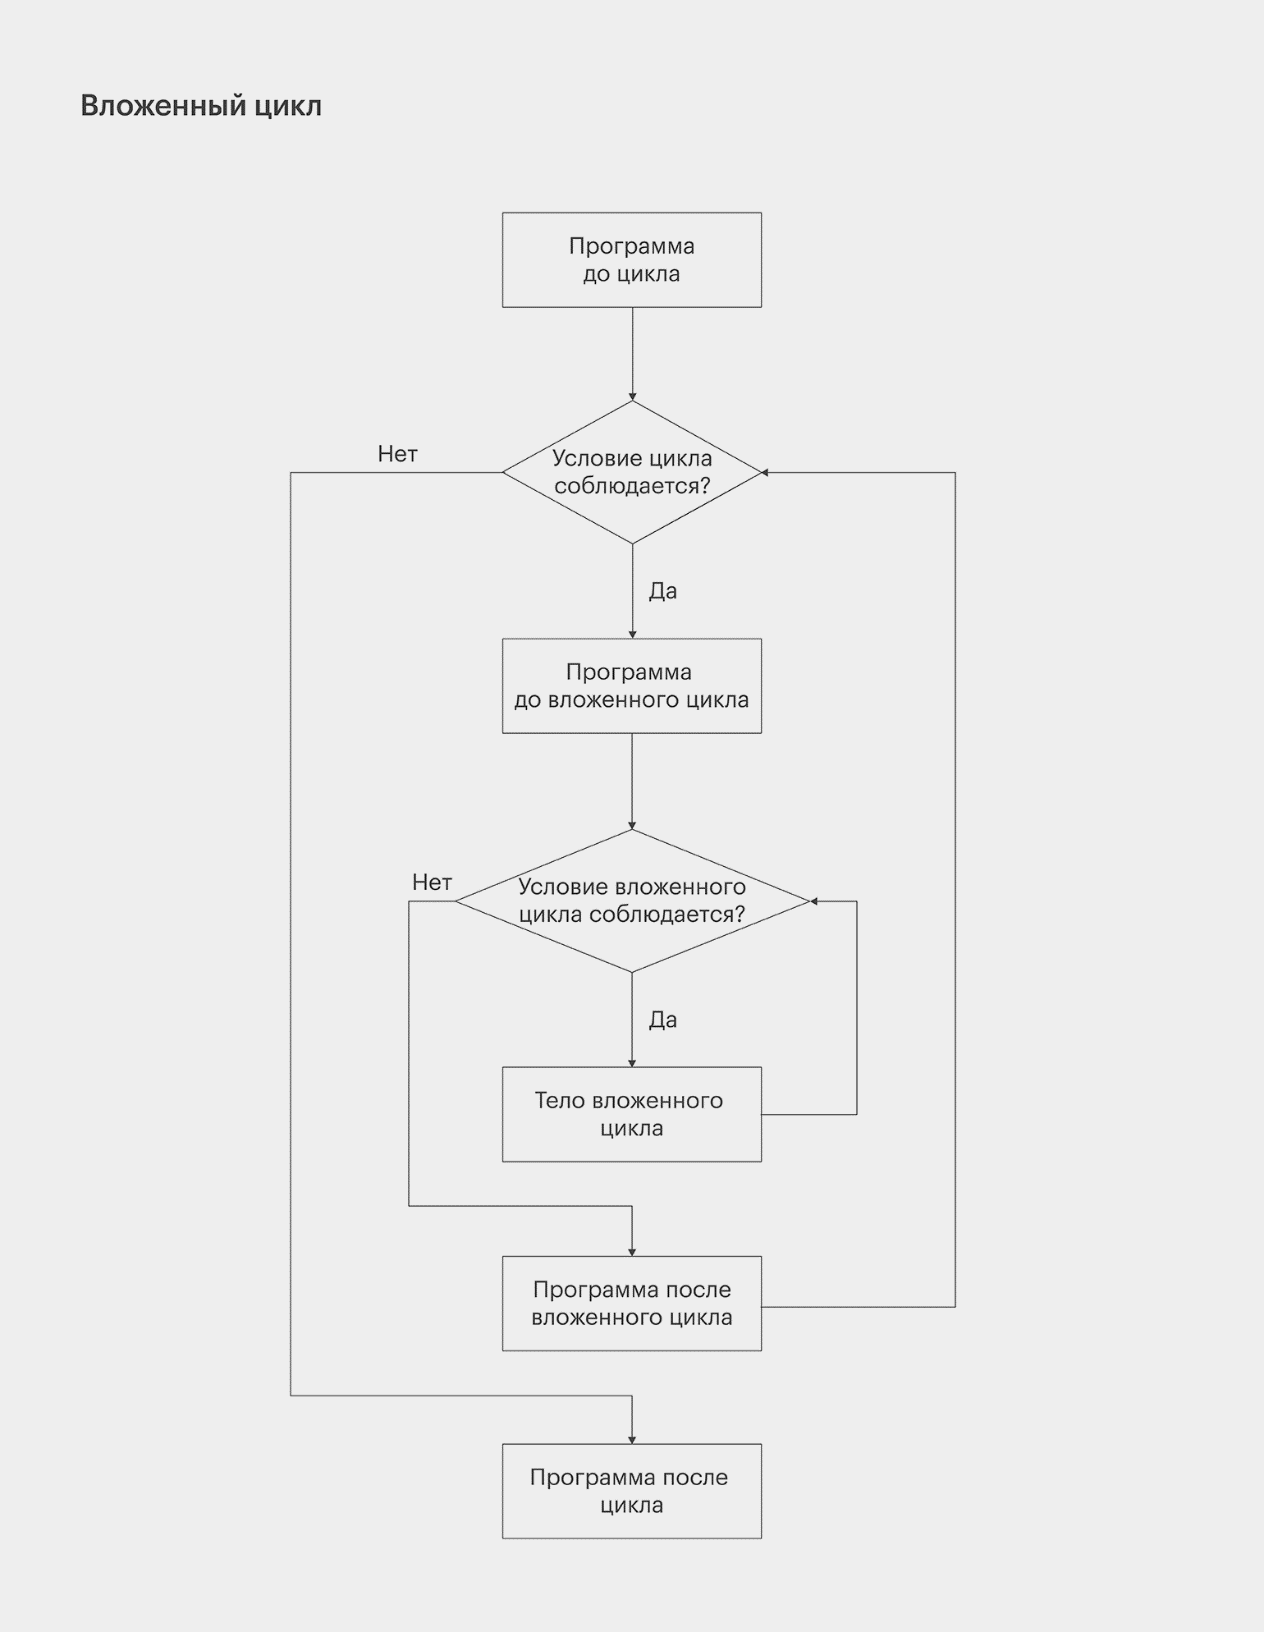 Вложенный цикл
Программа
до цикла
Нет
Условие цикла
соблюдается?
Да
Программа
до вложенного цикла
Нет
Условие вложенного
цикла соблюдается?
Да
Тело вложенного
цикла
Программа после
вложенного цикла
Программа после
цикла